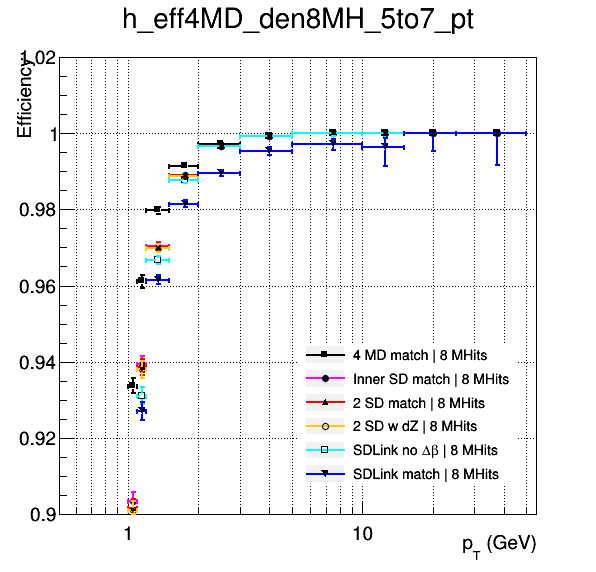 h_eff4MD_den8MH_5to7_pt
Efficiency
1.02
1
0.98
0.96
0.94
0.92
0.9
4 MD match | 8 MHits
Inner SD match | 8 MHits
2 SD match | 8 MHits
2 SD w dZ | 8 MHits
SDLink no Δβ | 8 MHits
SDLink match | 8 MHits
1
10
p_T (GeV)